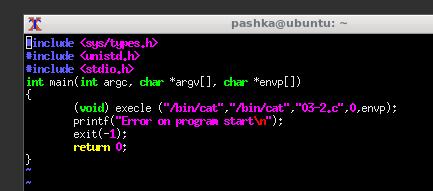 pashka@ubuntu: ~
#include <sys/types.h>
#include <unistd.h>
#include <stdio.h>
int main(int argc, char *argv[], char *envp[])
{
        (void) execle ("/bin/cat","/bin/cat","03-2.c",0,envp);
        printf("Error on program start\n");
        exit(-1);
        return 0;
}
~
~